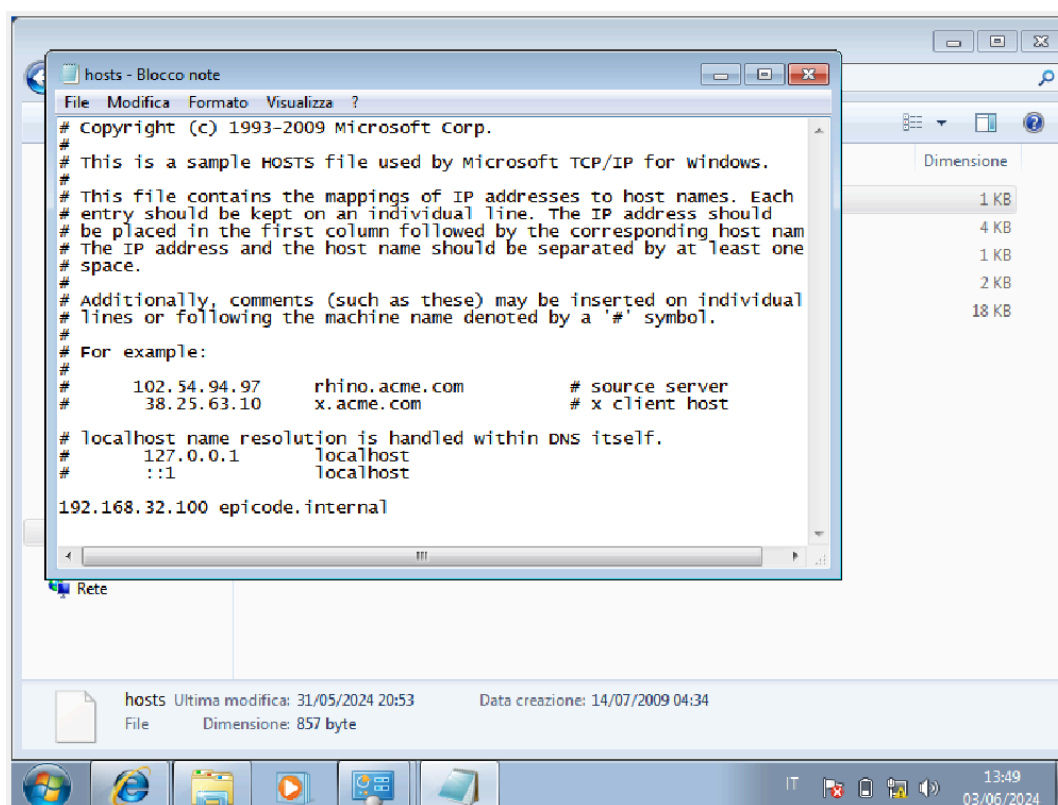 hosts - Blocco note
File Modifica Formato Visualizza ?
# Copyright (c) 1993-2009 Microsoft Corp.
#
# This is a sample HOSTS file used by Microsoft TCP/IP for Windows.
#
# This file contains the mappings of IP addresses to host names. Each
# entry should be kept on an individual line. The IP address should
# be placed in the first column followed by the corresponding host nam
# The IP address and the host name should be separated by at least one
# space.
#
# Additionally, comments (such as these) may be inserted on individual
# lines or following the machine name denoted by a '#' symbol.
#
# For example:
#
# 102.54.94.97 rhino.acme.com # source server
# 38.25.63.10 x.acme.com # x client host
# localhost name resolution is handled within DNS itself.
# 127.0.0.1 localhost
# ::1 localhost
192.168.32.100 epicode.internal
Dimensione
1 KB
4 KB
1 KB
2 KB
18 KB
Rete
hosts Ultima modifica: 31/05/2024 20:53 Data creazione: 14/07/2009 04:34
File Dimensione: 857 byte
IT
13:49
03/06/2024